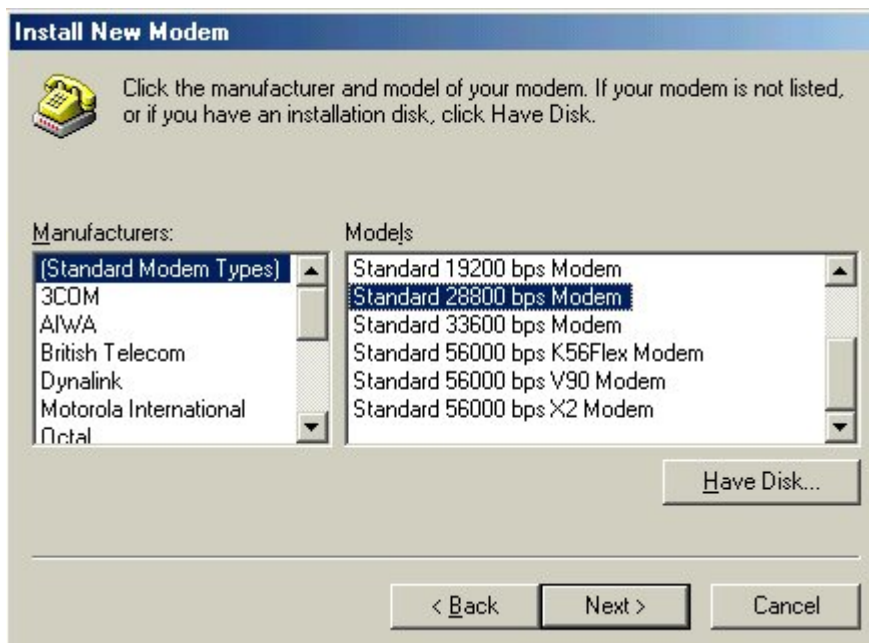 Install New Modem
Click the manufacturer and model of your modem. If your modem is not listed,
or if you have an installation disk, click Have Disk.
Manufacturers:
(Standard Modem Types)
3COM
AIWA
British Telecom
Dynalink
Motorola International
Octal
Models
Standard 19200 bps Modem
Standard 28800 bps Modem
Standard 33600 bps Modem
Standard 56000 bps K56Flex Modem
Standard 56000 bps V90 Modem
Standard 56000 bps X2 Modem
Have Disk...
< Back
Next >
Cancel